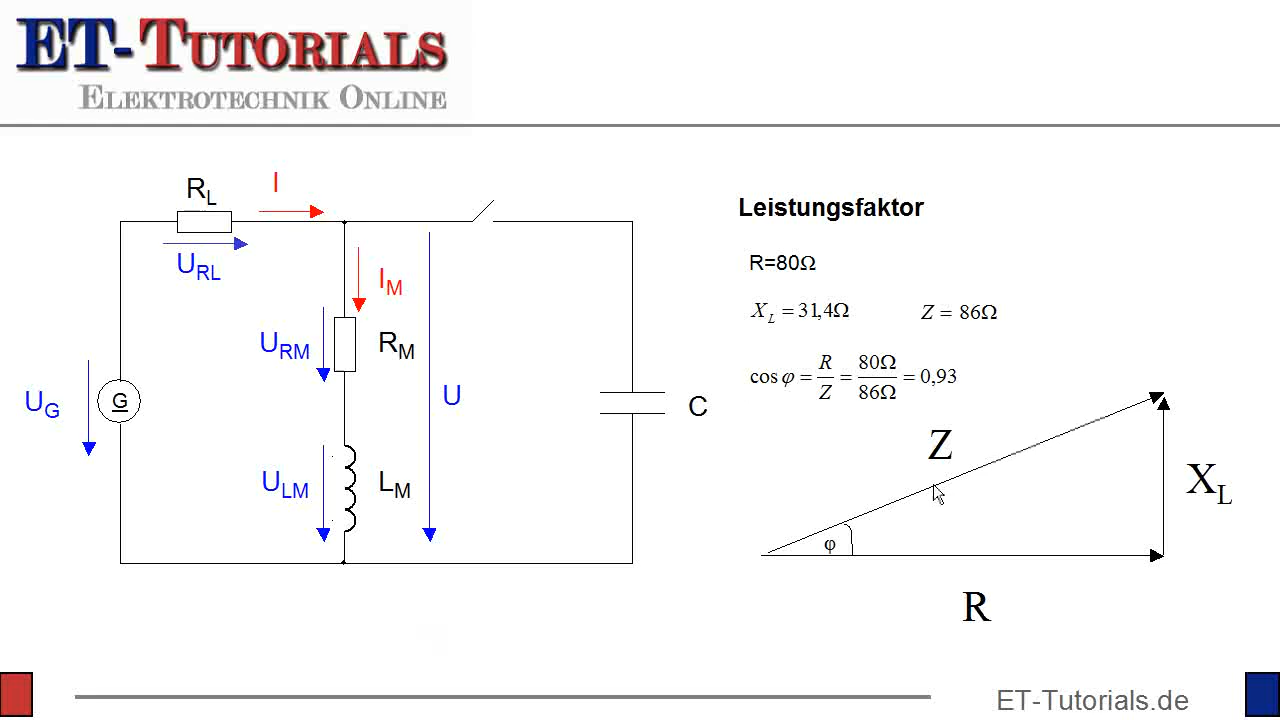 ET-TUTORIALS
ELEKTROTECHNIK ONLINE
R_L
I
U_RL
I_M
U_RM
R_M
U_G
G
U
C
U_LM
L_M
Leistungsfaktor
R=80Ω
X_L = 31,4Ω
Z = 86Ω
cos φ = R/Z = 80Ω/86Ω = 0,93
Z
X_L
φ
R
ET-Tutorials.de